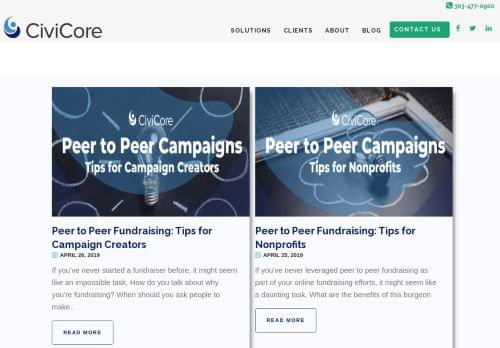 303-477-0900
CiviCore
SOLUTIONS CLIENTS ABOUT BLOG CONTACT US
CiviCore
Peer to Peer Campaigns
Tips for Campaign Creators
Peer to Peer Fundraising: Tips for
Campaign Creators
APRIL 26, 2019
If you’ve never started a fundraiser before, it might seem
like an impossible task. How do you talk about why
you’re fundraising? When should you ask people to
make..
READ MORE
CiviCore
Peer to Peer Campaigns
Tips for Nonprofits
Peer to Peer Fundraising: Tips for
Nonprofits
APRIL 25, 2019
If you’ve never leveraged peer to peer fundraising as
part of your online fundraising efforts, it might seem like
a daunting task. What are the benefits of this burgeon
READ MORE